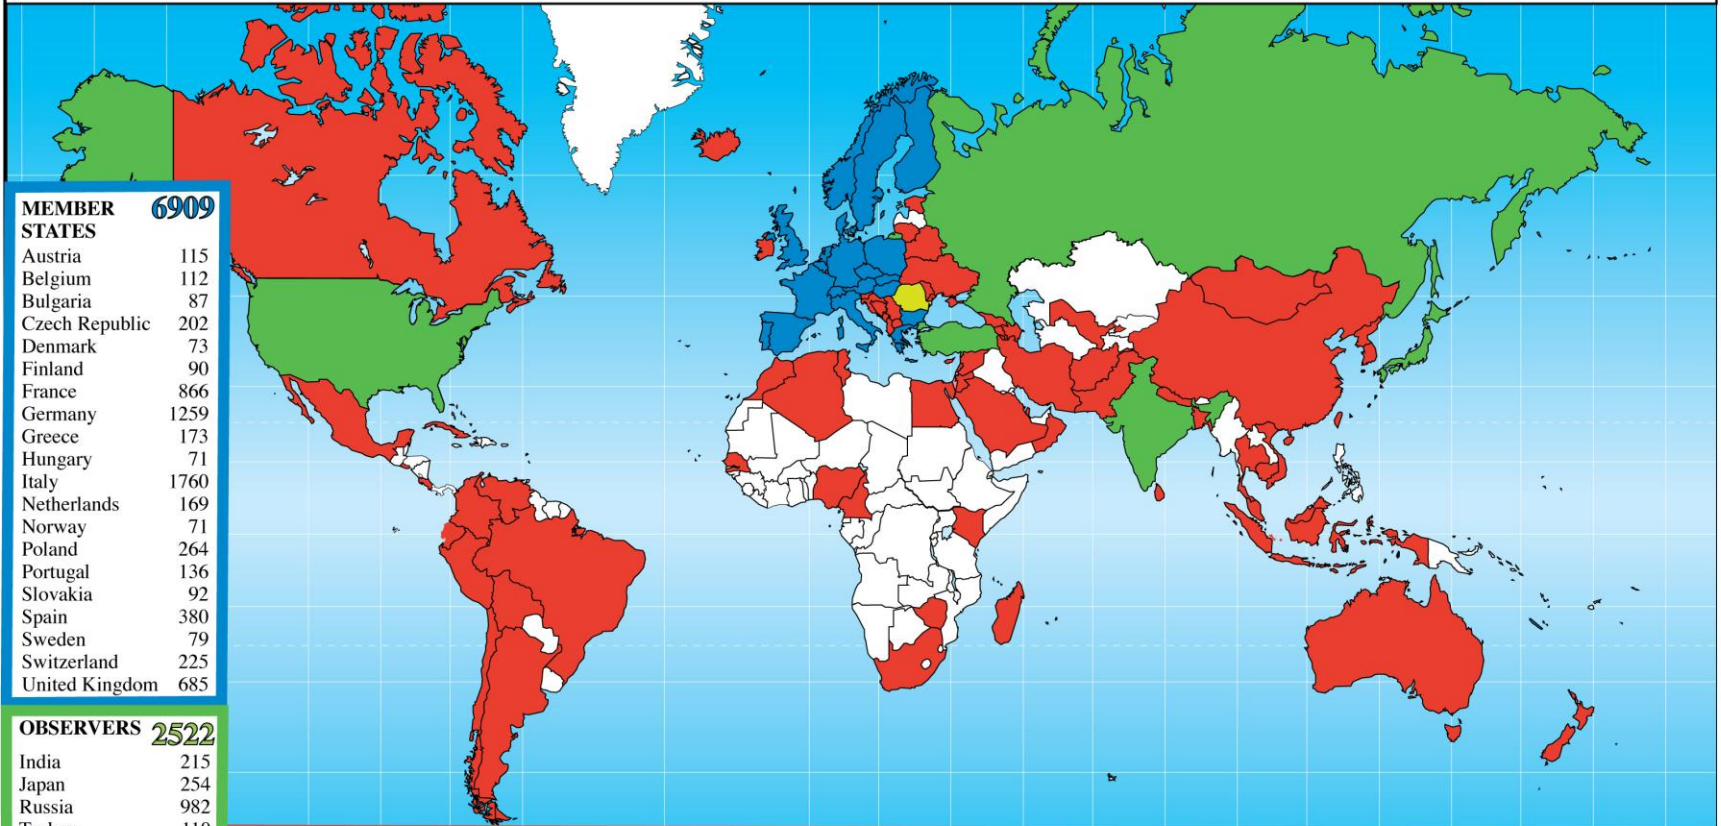 MEMBER 6909
STATES
Austria 115
Belgium 112
Bulgaria 87
Czech Republic 202
Denmark 73
Finland 90
France 866
Germany 1259
Greece 173
Hungary 71
Italy 1760
Netherlands 169
Norway 71
Poland 264
Portugal 136
Slovakia 92
Spain 380
Sweden 79
Switzerland 225
United Kingdom 685
OBSERVERS 2522
India 215
Japan 254
Russia 982